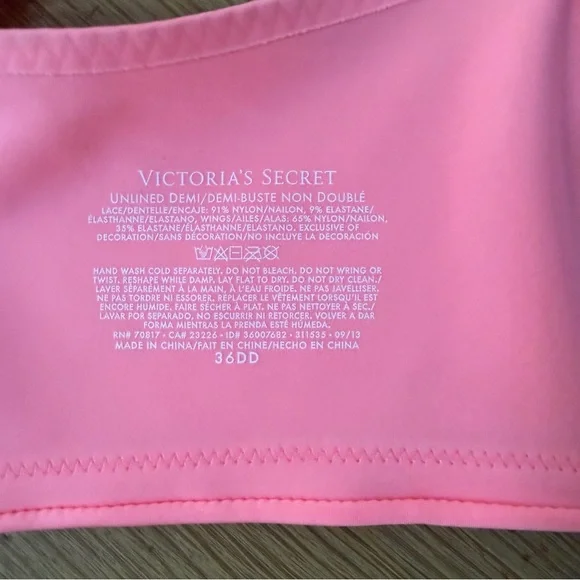 VICTORIA'S SECRET
UNLINED DEMI/DEMI-BUSTE NON DOUBLÉ
LACE/DENTELLE/ENCAJE: 91% NYLON/NAILON, 9% ELASTANE/
ÉLASTHANNE/ELASTANO, WINGS/AILES/ALAS: 65% NYLON/NAILON,
35% ELASTANE/ÉLASTHANNE/ELASTANO. EXCLUSIVE OF
DECORATION/SANS DÉCORATION/NO INCLUYE LA DECORACIÓN
HAND WASH COLD SEPARATELY. DO NOT BLEACH. DO NOT WRING OR
TWIST. RESHAPE WHILE DAMP. LAY FLAT TO DRY. DO NOT DRY CLEAN./
LAVER SÉPARÉMENT À LA MAIN, À L'EAU FROIDE. NE PAS JAVELLISER.
NE PAS TORDRE NI ESSORER. REPLACER LE VÊTEMENT LORSQU'IL EST
ENCORE HUMIDE. FAIRE SÉCHER À PLAT. NE PAS NETTOYER À SEC./
LAVAR POR SEPARADO. NO ESCURRIR NI RETORCER. VOLVER A DAR
FORMA MIENTRAS LA PRENDA ESTÉ HÚMEDA.
RN# 70817 • CA# 23226 • ID# 36007682 • 311535 • 09/13
MADE IN CHINA/FAIT EN CHINE/HECHO EN CHINA
36DD